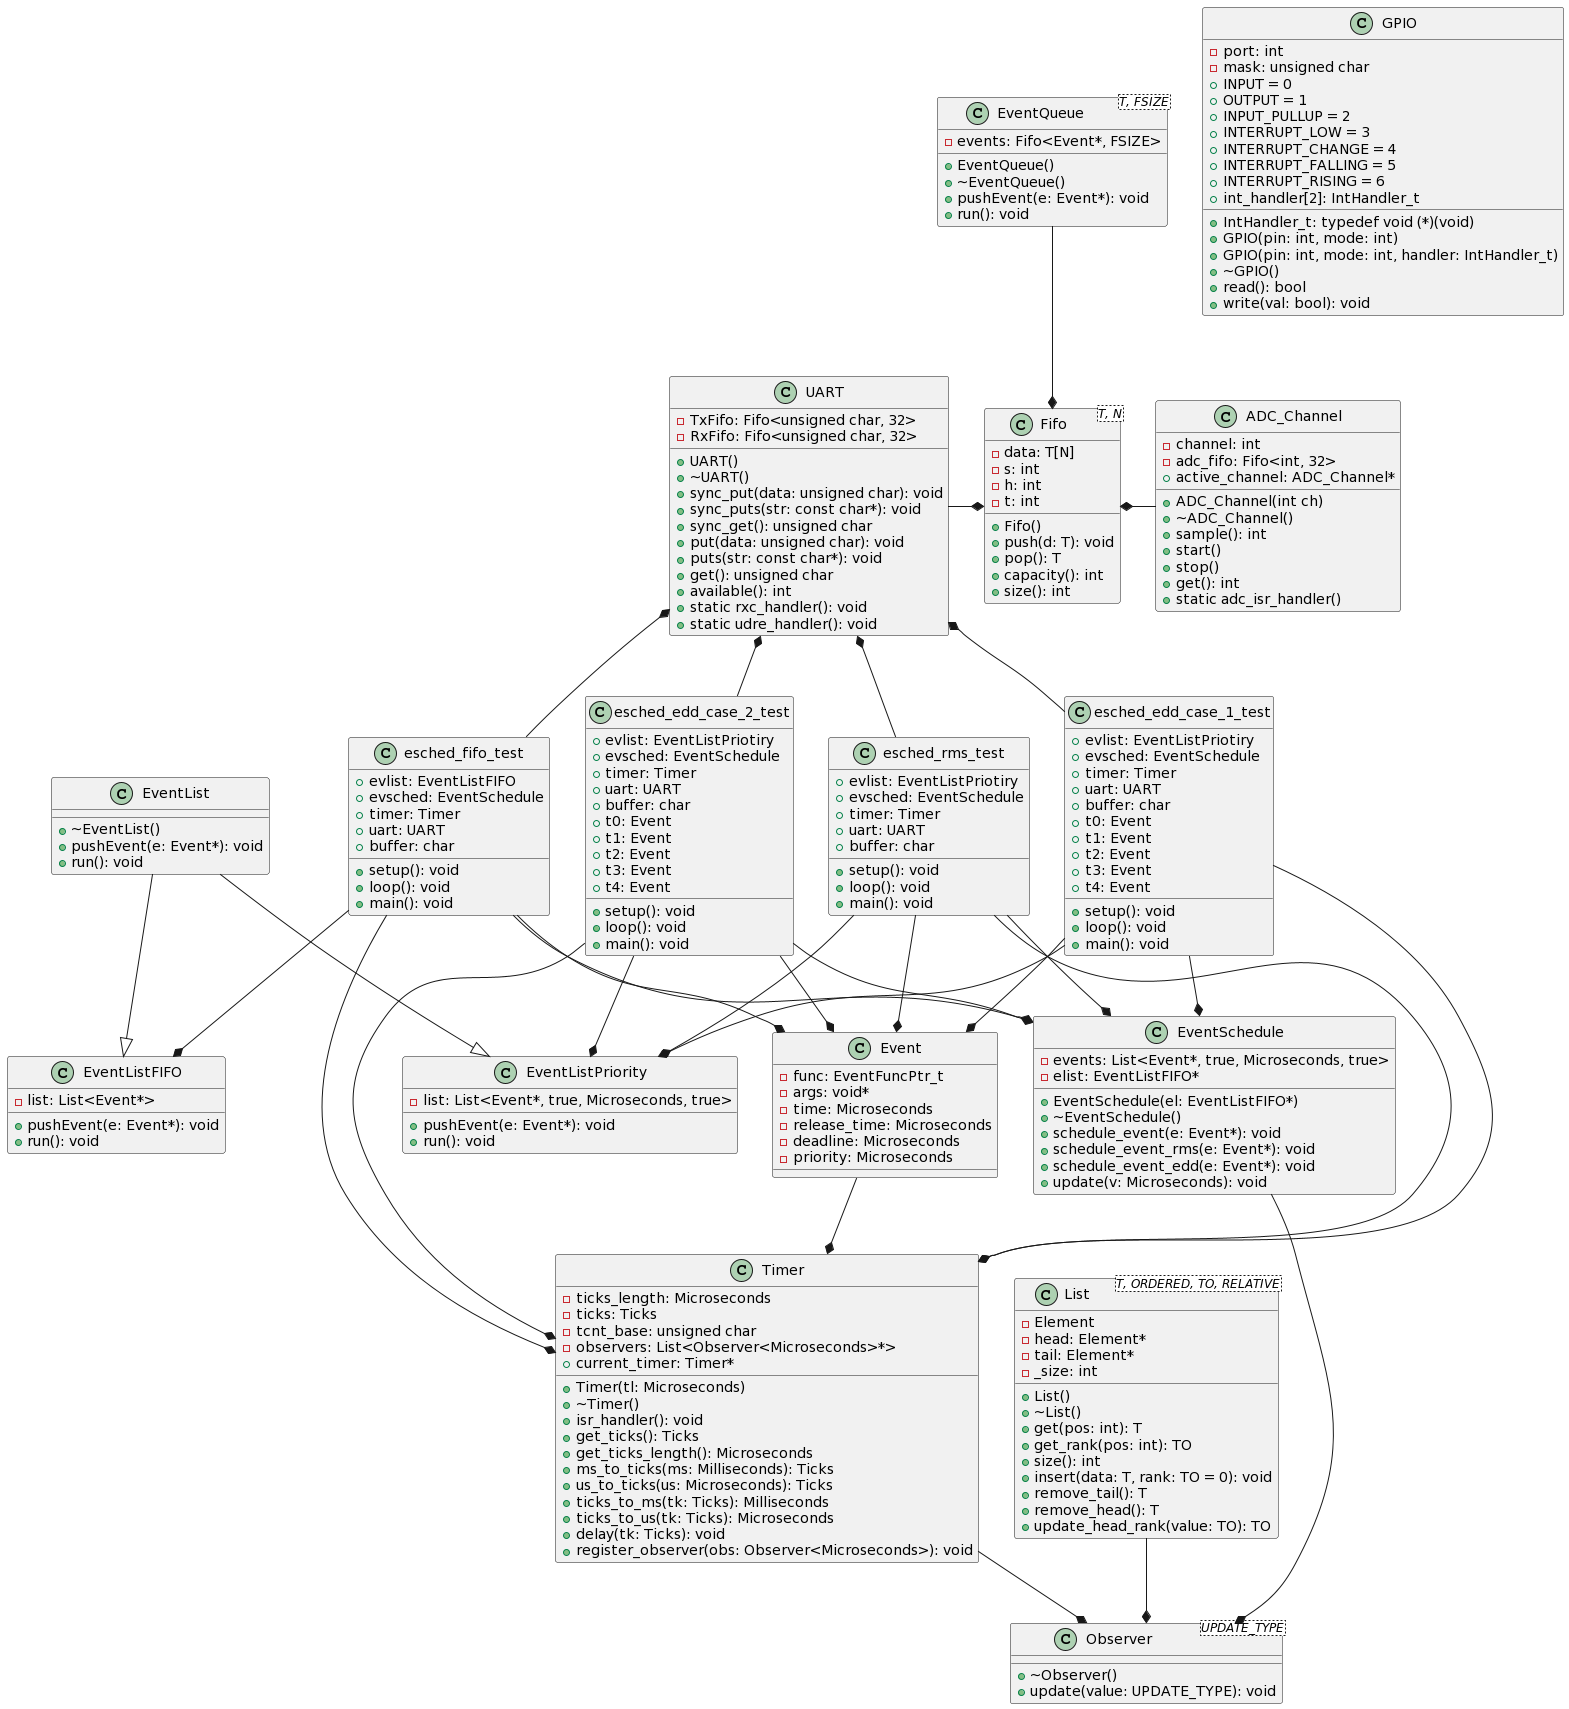 C GPIO
port: int
mask: unsigned char
INPUT = 0
OUTPUT = 1
INPUT_PULLUP = 2
INTERRUPT_LOW = 3
INTERRUPT_CHANGE = 4
INTERRUPT_FALLING = 5
INTERRUPT_RISING = 6
int_handler[2]: IntHandler_t
IntHandler_t: typedef void (*)(void)
GPIO(pin: int, mode: int)
GPIO(pin: int, mode: int, handler: IntHandler_t)
~GPIO()
read(): bool
write(val: bool): void
C EventQueue
T, FSIZE
events: Fifo<Event*, FSIZE>
EventQueue()
~EventQueue()
pushEvent(e: Event*): void
run(): void
C UART
TxFifo: Fifo<unsigned char, 32>
RxFifo: Fifo<unsigned char, 32>
UART()
~UART()
sync_put(data: unsigned char): void
sync_puts(str: const char*): void
sync_get(): unsigned char
put(data: unsigned char): void
puts(str: const char*): void
get(): unsigned char
available(): int
static rxc_handler(): void
static udre_handler(): void
C Fifo
T, N
data: T[N]
s: int
h: int
t: int
Fifo()
push(d: T): void
pop(): T
capacity(): int
size(): int
C ADC_Channel
channel: int
adc_fifo: Fifo<int, 32>
active_channel: ADC_Channel*
ADC_Channel(int ch)
~ADC_Channel()
sample(): int
start()
stop()
get(): int
static adc_isr_handler()
C EventList
~EventList()
pushEvent(e: Event*): void
run(): void
C esched_fifo_test
evlist: EventListFIFO
evsched: EventSchedule
timer: Timer
uart: UART
buffer: char
setup(): void
loop(): void
main(): void
C esched_edd_case_2_test
evlist: EventListPriotiry
evsched: EventSchedule
timer: Timer
uart: UART
buffer: char
t0: Event
t1: Event
t2: Event
t3: Event
t4: Event
setup(): void
loop(): void
main(): void
C esched_rms_test
evlist: EventListPriotiry
evsched: EventSchedule
timer: Timer
uart: UART
buffer: char
setup(): void
loop(): void
main(): void
C esched_edd_case_1_test
evlist: EventListPriotiry
evsched: EventSchedule
timer: Timer
uart: UART
buffer: char
t0: Event
t1: Event
t2: Event
t3: Event
t4: Event
setup(): void
loop(): void
main(): void
C EventListFIFO
list: List<Event*>
pushEvent(e: Event*): void
run(): void
C EventListPriority
list: List<Event*, true, Microseconds, true>
pushEvent(e: Event*): void
run(): void
C Event
func: EventFuncPtr_t
args: void*
time: Microseconds
release_time: Microseconds
deadline: Microseconds
priority: Microseconds
C EventSchedule
events: List<Event*, true, Microseconds, true>
elist: EventListFIFO*
EventSchedule(el: EventListFIFO*)
~EventSchedule()
schedule_event(e: Event*): void
schedule_event_rms(e: Event*): void
schedule_event_edd(e: Event*): void
update(v: Microseconds): void
C Timer
ticks_length: Microseconds
ticks: Ticks
tcnt_base: unsigned char
observers: List<Observer<Microseconds>*>
current_timer: Timer*
Timer(tl: Microseconds)
~Timer()
isr_handler(): void
get_ticks(): Ticks
get_ticks_length(): Microseconds
ms_to_ticks(ms: Milliseconds): Ticks
us_to_ticks(us: Microseconds): Ticks
ticks_to_ms(tk: Ticks): Milliseconds
ticks_to_us(tk: Ticks): Microseconds
delay(tk: Ticks): void
register_observer(obs: Observer<Microseconds>): void
C List
T, ORDERED, TO, RELATIVE
Element
head: Element*
tail: Element*
_size: int
List()
~List()
get(pos: int): T
get_rank(pos: int): TO
size(): int
insert(data: T, rank: TO = 0): void
remove_tail(): T
remove_head(): T
update_head_rank(value: TO): TO
C Observer
UPDATE_TYPE
~Observer()
update(value: UPDATE_TYPE): void